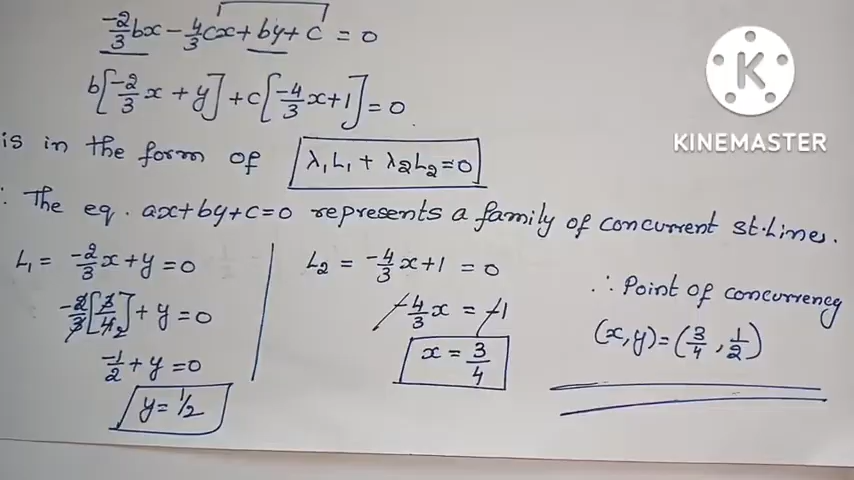 -2/3 bx - 4/3 cx + by + c = 0
b[-2/3 x + y] + c[-4/3 x + 1] = 0
is in the form of λ₁L₁ + λ₂L₂ = 0
∴ The eq. ax+by+c=0 represents a family of concurrent st.Lines.
L₁ = -2/3 x + y = 0
-2/3 [3/4₂] + y = 0
-1/2 + y = 0
y = 1/2
L₂ = -4/3 x + 1 = 0
-4/3 x = -1
x = 3/4
∴ Point of concurrency
(x,y) = (3/4, 1/2)
K
KINEMASTER